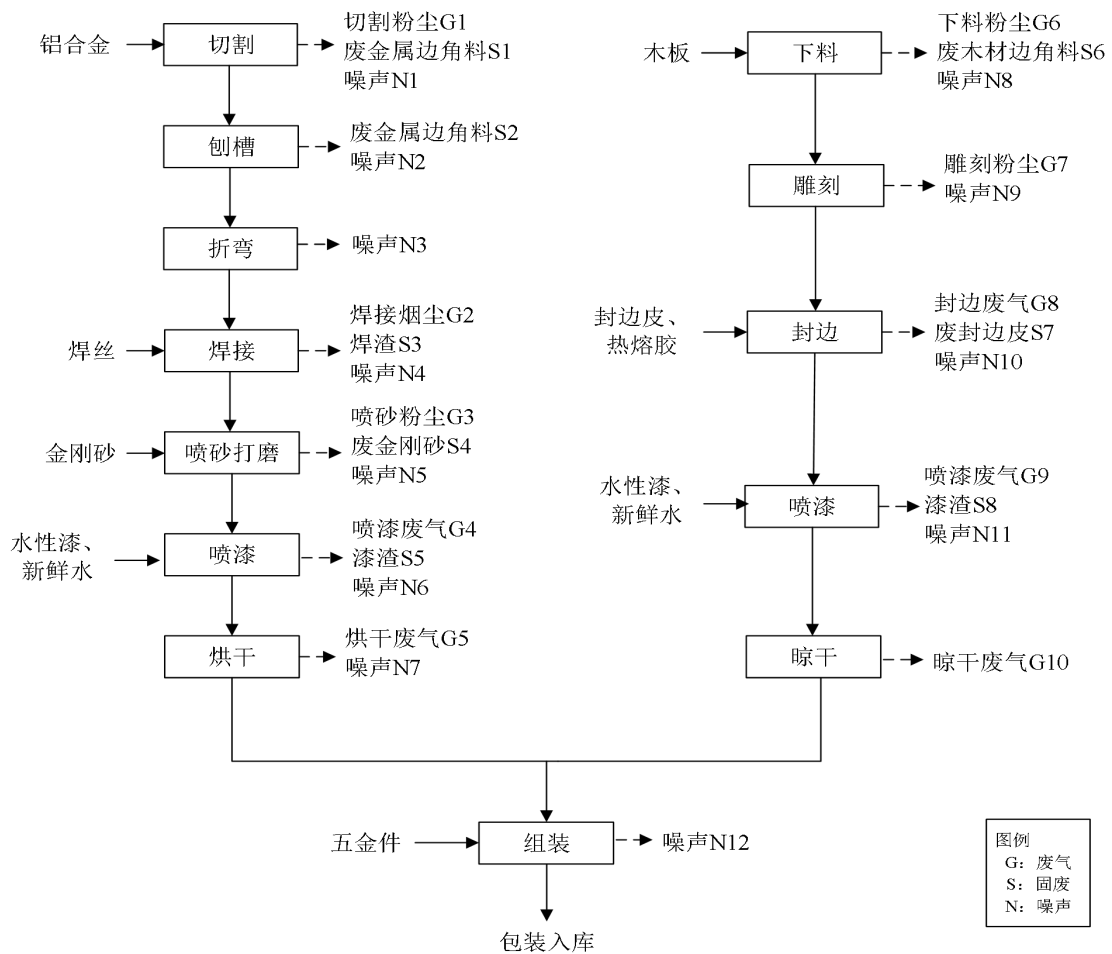 铝合金
切割
切割粉尘G1
废金属边角料S1
噪声N1
刨槽
废金属边角料S2
噪声N2
折弯
噪声N3
焊丝
焊接
焊接烟尘G2
焊渣S3
噪声N4
金刚砂
喷砂打磨
喷砂粉尘G3
废金刚砂S4
噪声N5
水性漆、
新鲜水
喷漆
喷漆废气G4
漆渣S5
噪声N6
烘干
烘干废气G5
噪声N7
木板
下料
下料粉尘G6
废木材边角料S6
噪声N8
雕刻
雕刻粉尘G7
噪声N9
封边皮、
热熔胶
封边
封边废气G8
废封边皮S7
噪声N10
水性漆、
新鲜水
喷漆
喷漆废气G9
漆渣S8
噪声N11
晾干
晾干废气G10
五金件
组装
噪声N12
包装入库
图例
G：废气
S：固废
N：噪声